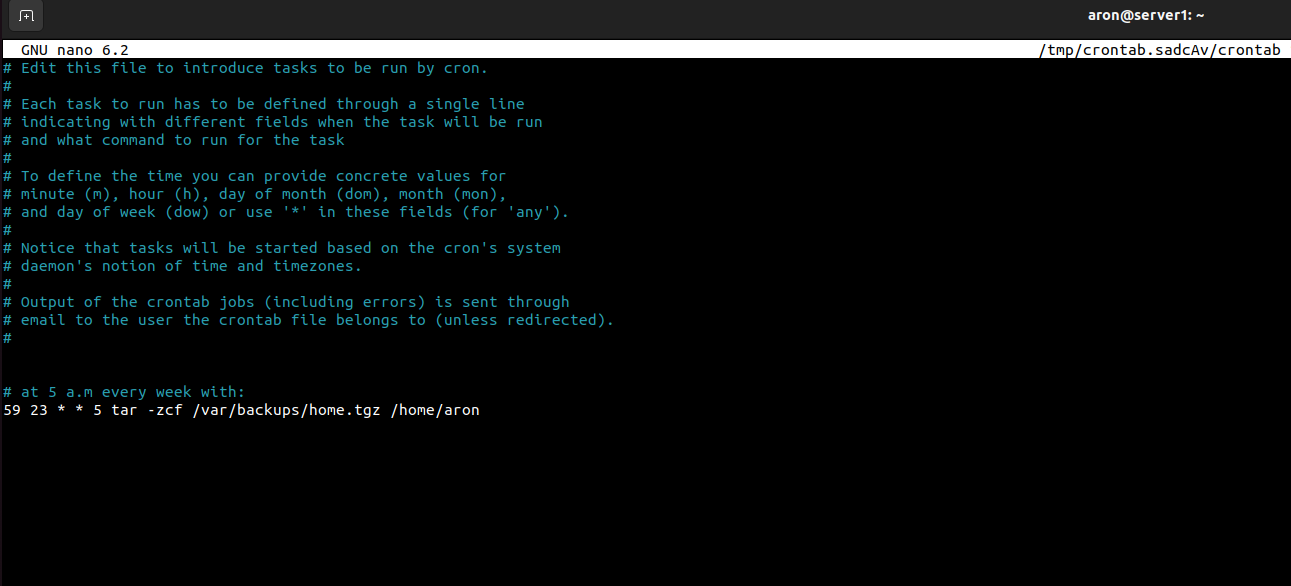 aron@server1: ~
GNU nano 6.2 /tmp/crontab.sadcAv/crontab
# Edit this file to introduce tasks to be run by cron.
#
# Each task to run has to be defined through a single line
# indicating with different fields when the task will be run
# and what command to run for the task
#
# To define the time you can provide concrete values for
# minute (m), hour (h), day of month (dom), month (mon),
# and day of week (dow) or use '*' in these fields (for 'any').
#
# Notice that tasks will be started based on the cron's system
# daemon's notion of time and timezones.
#
# Output of the crontab jobs (including errors) is sent through
# email to the user the crontab file belongs to (unless redirected).
#
# at 5 a.m every week with:
59 23 * * 5 tar -zcf /var/backups/home.tgz /home/aron